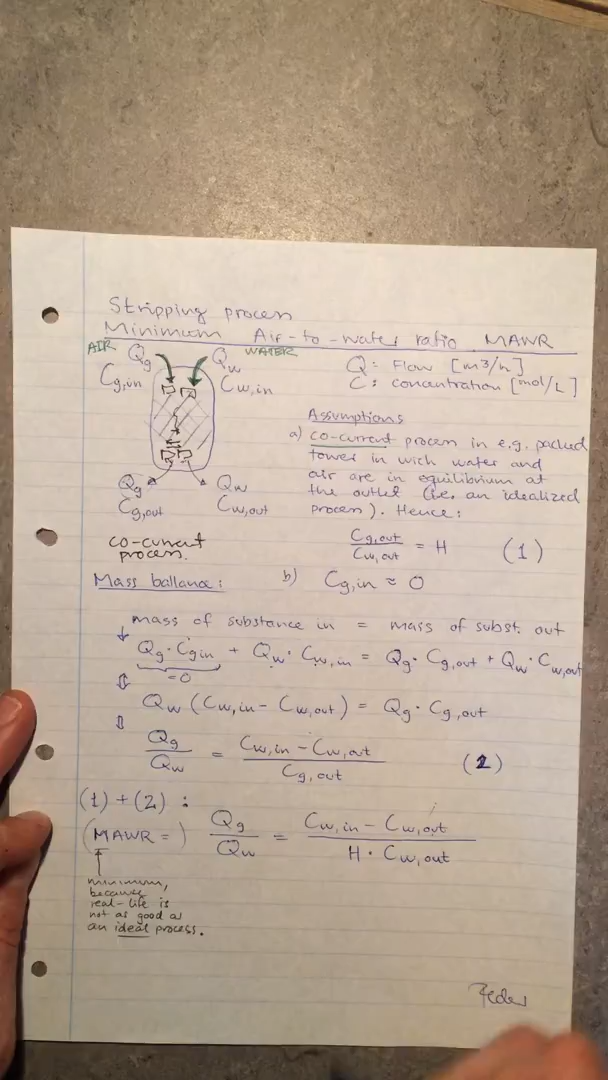 Stripping process
Minimum Air-to-water ratio MAWR
AIR Qg Qw WATER
Cg,in Cw,in
Q: Flow [m3/h]
C: concentration [mol/L]
Assumptions
a) co-current process in e.g. packed
tower in wich water and
air are in equilibrium at
the outlet (i.e. an idealized
process). Hence:
Qg Qw
Cg,out Cw,out
co-current
process.
Cg,out / Cw,out = H (1)
b) Cg,in ≈ 0
Mass ballance:
mass of substance in = mass of subst. out
Qg · Cgin + Qw · Cw,in = Qg · Cg,out + Qw · Cw,out
=0
⇕ Qw (Cw,in - Cw,out) = Qg · Cg,out
⇕ Qg / Qw = Cw,in - Cw,out / Cg,out (2)
(1) + (2) :
(MAWR =) Qg / Qw = Cw,in - Cw,out / H · Cw,out
minimum,
because
real-life is
not as good as
an ideal process.